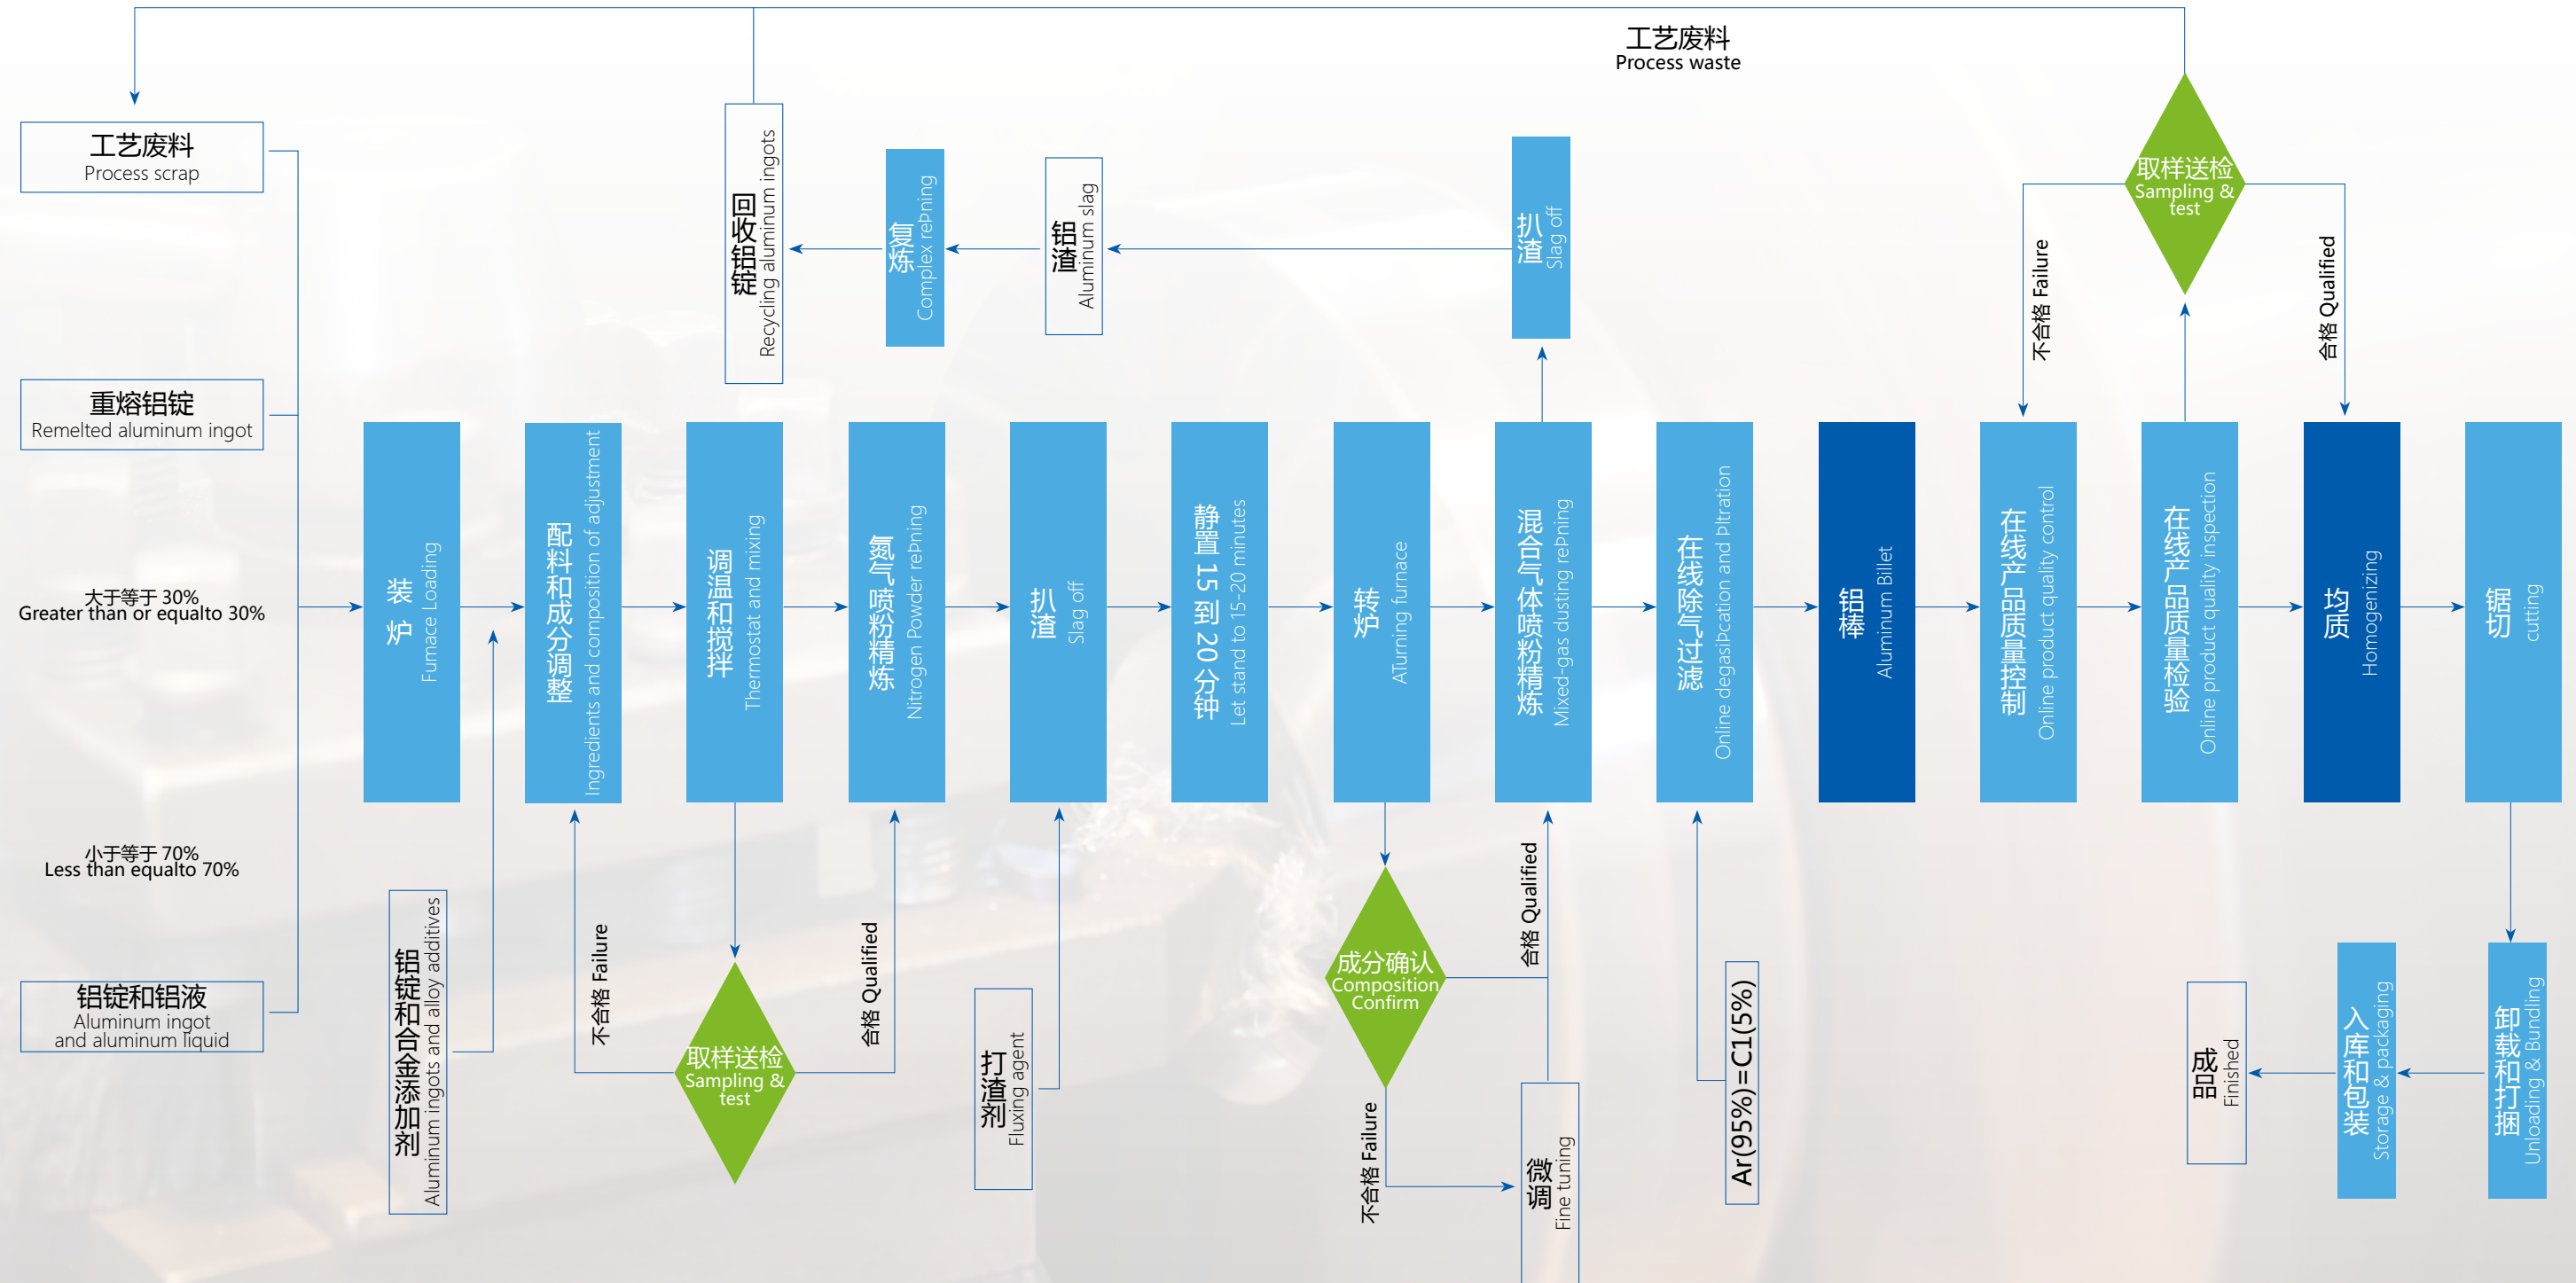 工艺废料
Process waste
工艺废料
Process scrap
重熔铝锭
Remelted aluminum ingot
大于等于 30%
Greater than or equalto 30%
小于等于 70%
Less than equalto 70%
铝锭和铝液
Aluminum ingot
and aluminum liquid
回收铝锭
Recycling aluminum ingots
复炼
Complex reÞning
铝渣
Aluminum slag
扒渣
Slag off
取样送检
Sampling &
test
不合格 Failure
合格 Qualified
装 炉
Fumace Loading
配料和成分调整
Ingredients and composition of adjustment
调温和搅拌
Thermostat and mixing
氮气喷粉精炼
Nitrogen Powder reÞning
扒渣
Slag off
静置 15 到 20 分钟
Let stand to 15-20 minutes
转炉
ATurning furnace
混合气体喷粉精炼
Mixed-gas dusting reÞning
在线除气过滤
Online degasiÞcation and Þltration
铝棒
Aluminum Billet
在线产品质量控制
Online product quality control
在线产品质量检验
Online product quality inspection
均质
Homogenizing
锯切
cutting
铝锭和合金添加剂
Aluminum ingots and alloy additives
不合格 Failure
取样送检
Sampling &
test
合格 Qualified
打渣剂
Fluxing agent
成分确认
Composition
Confirm
合格 Qualified
不合格 Failure
微调
Fine tuning
Ar(95%)=C1(5%)
成品
Finished
入库和包装
Storage & packaging
卸载和打捆
Unloading & Bundling